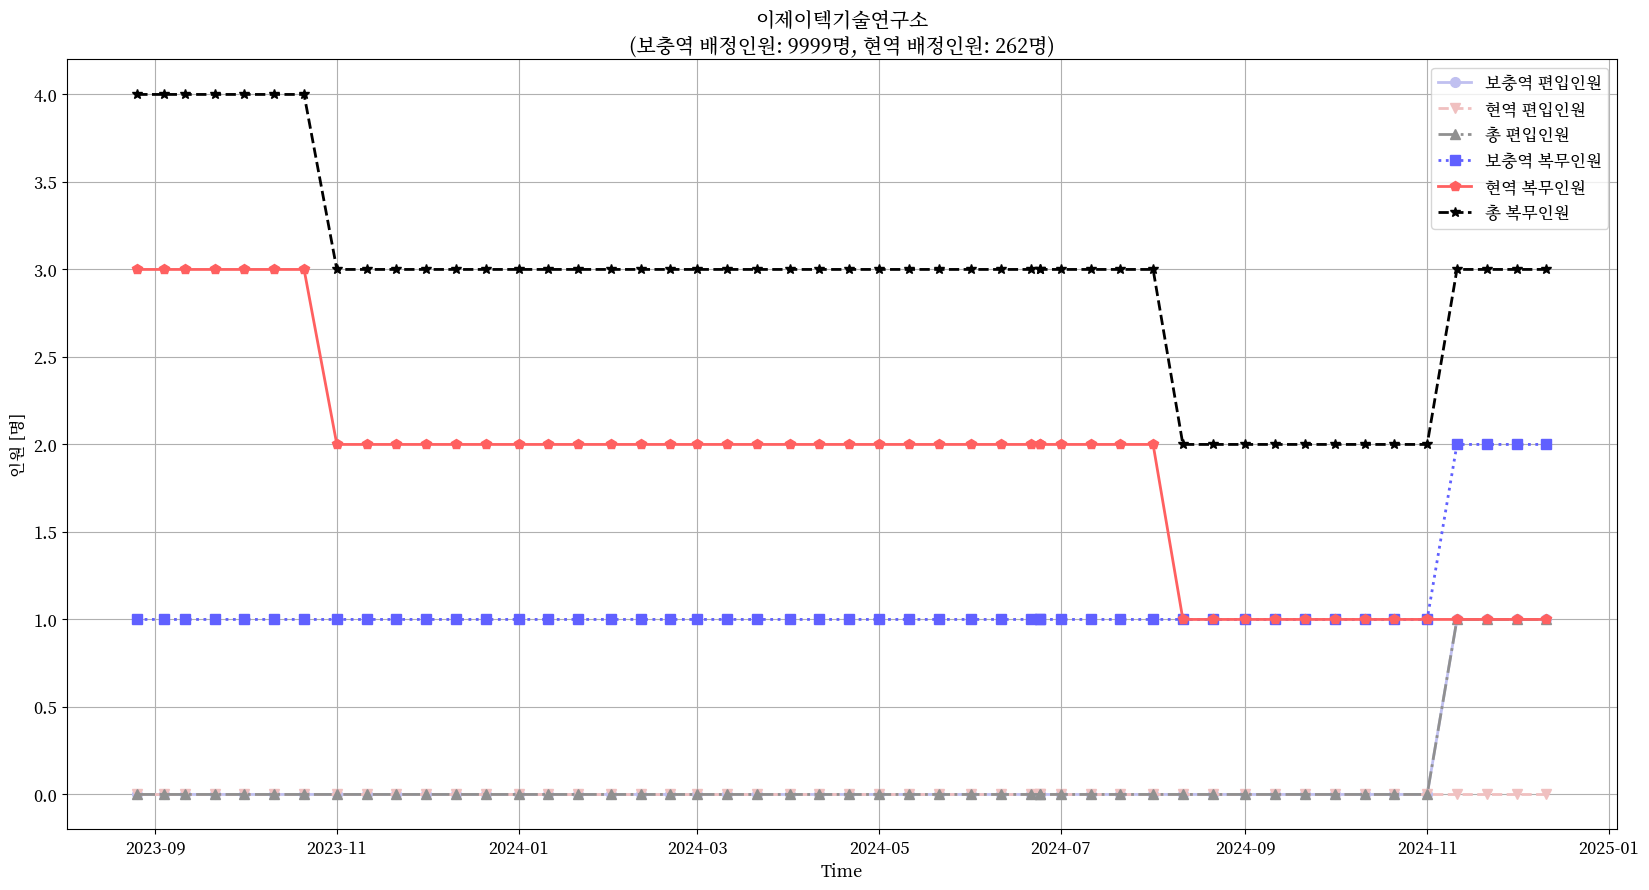 이제이텍기술연구소
(보충역 배정인원: 9999명, 현역 배정인원: 262명)
보충역 편입인원
현역 편입인원
총 편입인원
보충역 복무인원
현역 복무인원
총 복무인원
인원 [명]
4.0
3.5
3.0
2.5
2.0
1.5
1.0
0.5
0.0
2023-09 2023-11 2024-01 2024-03 2024-05 2024-07 2024-09 2024-11 2025-01
Time